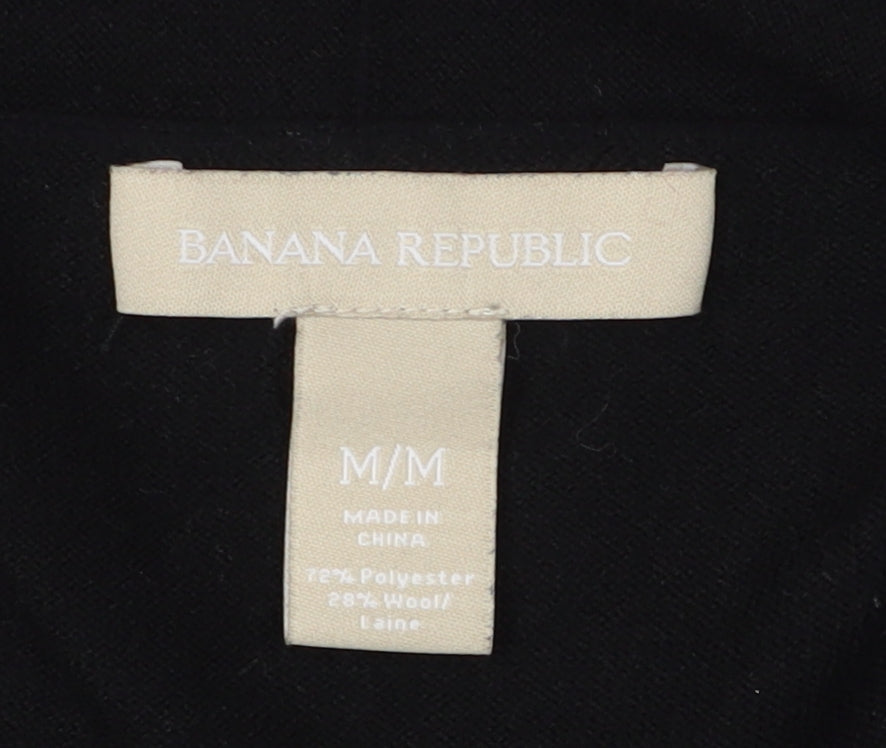 BANANA REPUBLIC
M/M
MADE IN
CHINA
72% Polyester
28% Wool/
Laine